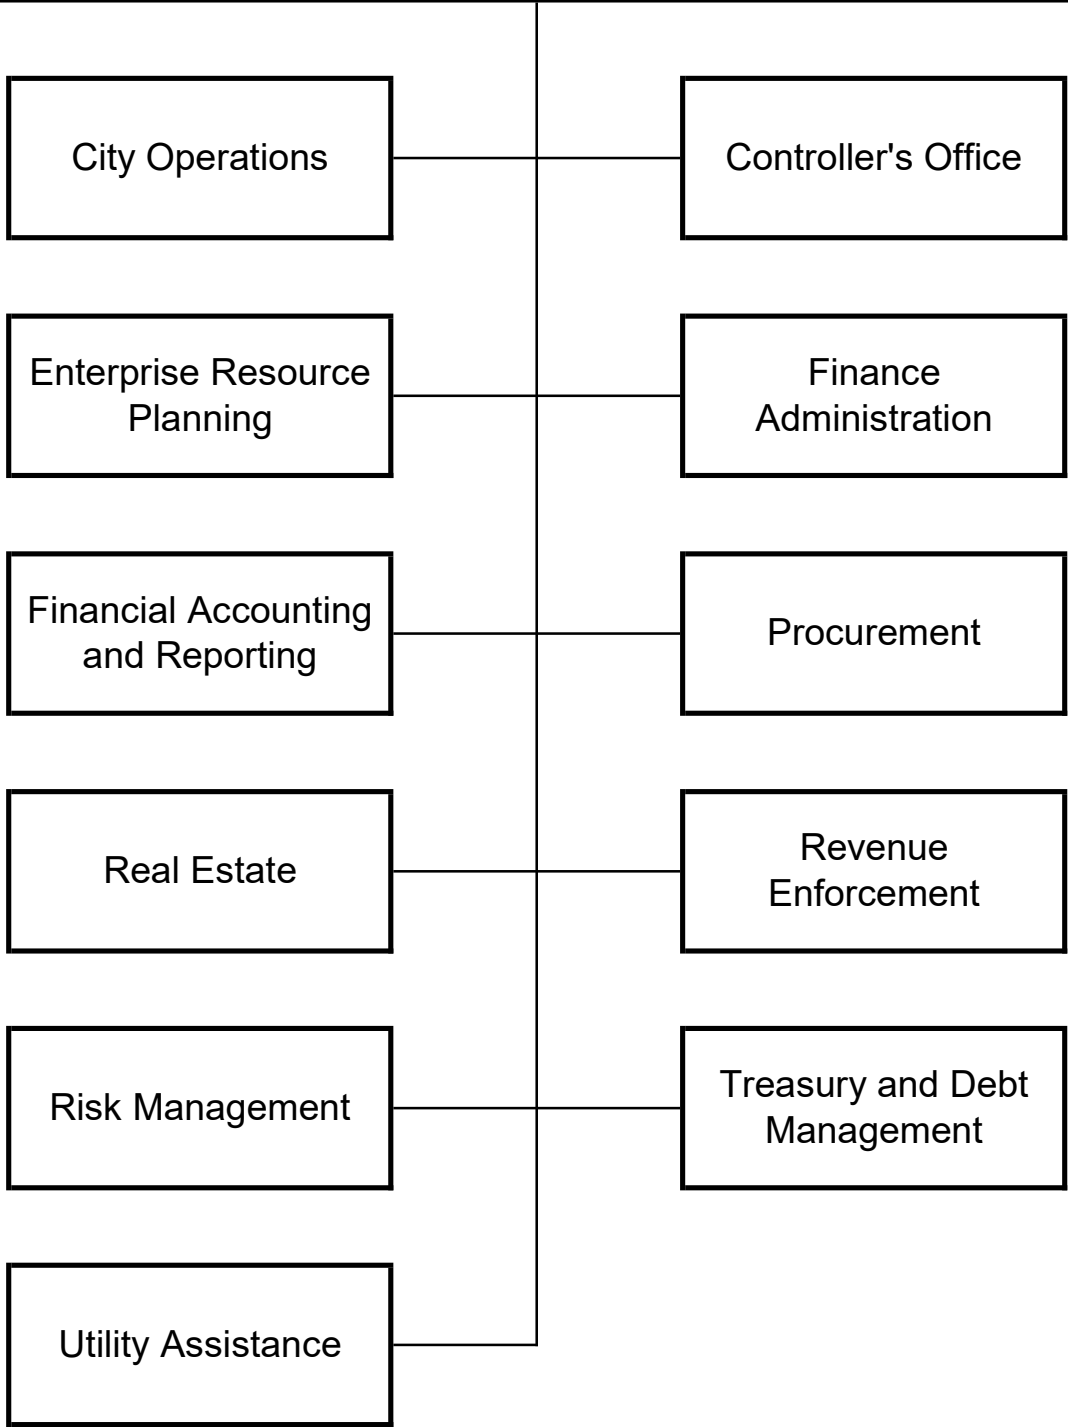 City Operations
Controller's Office
Enterprise Resource
Planning
Finance
Administration
Financial Accounting
and Reporting
Procurement
Real Estate
Revenue
Enforcement
Risk Management
Treasury and Debt
Management
Utility Assistance